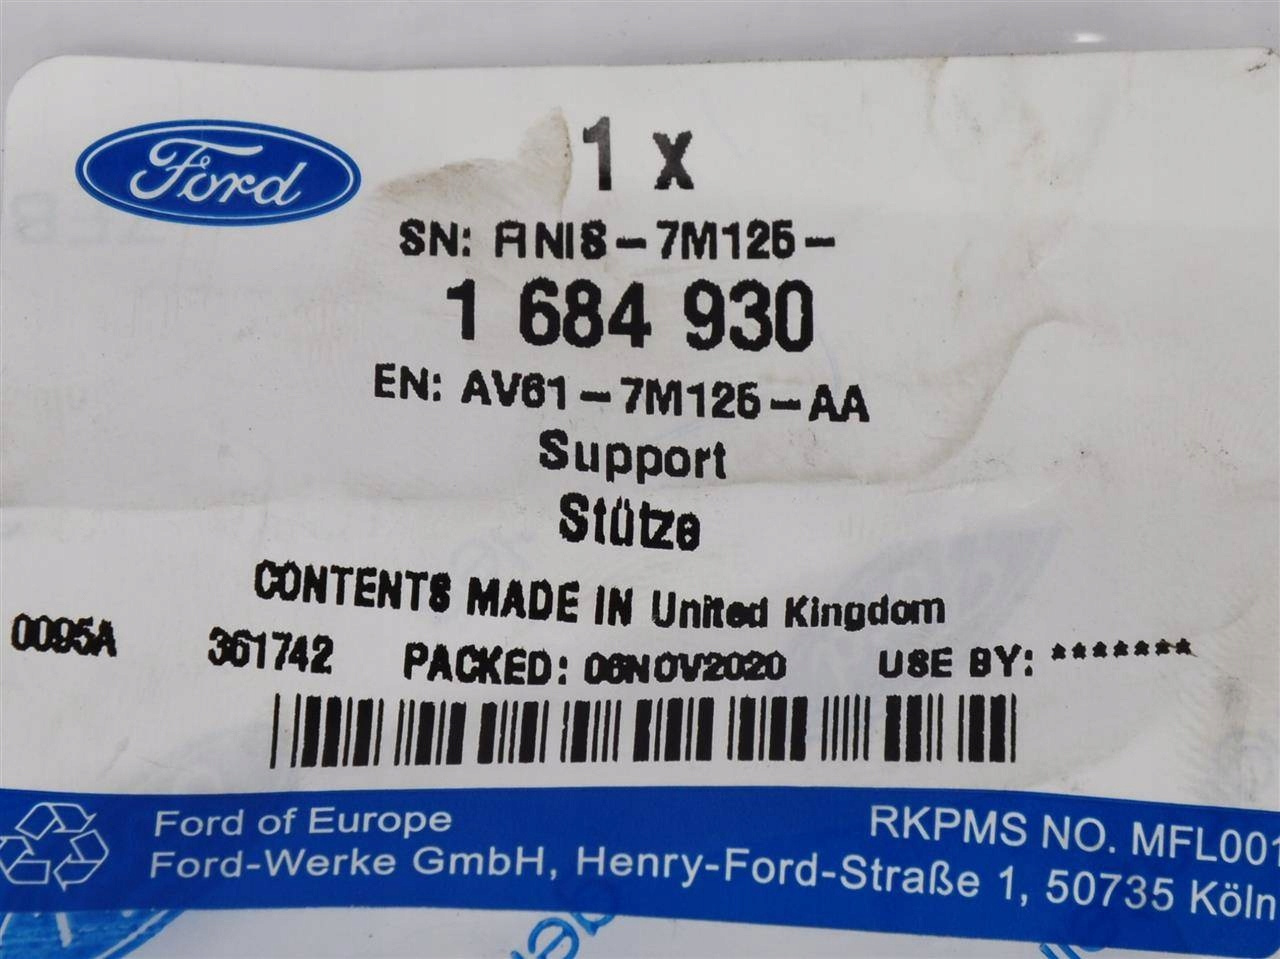 Ford
1 x
SN: ANIS-7M125-
1 684 930
EN: AV61-7M125-AA
Support
Stütze
CONTENTS MADE IN United Kingdom
0095A 361742 PACKED: 06NOV2020 USE BY: *******
Ford of Europe
Ford-Werke GmbH, Henry-Ford-Straße 1, 50735 Köln
RKPMS NO. MFL001